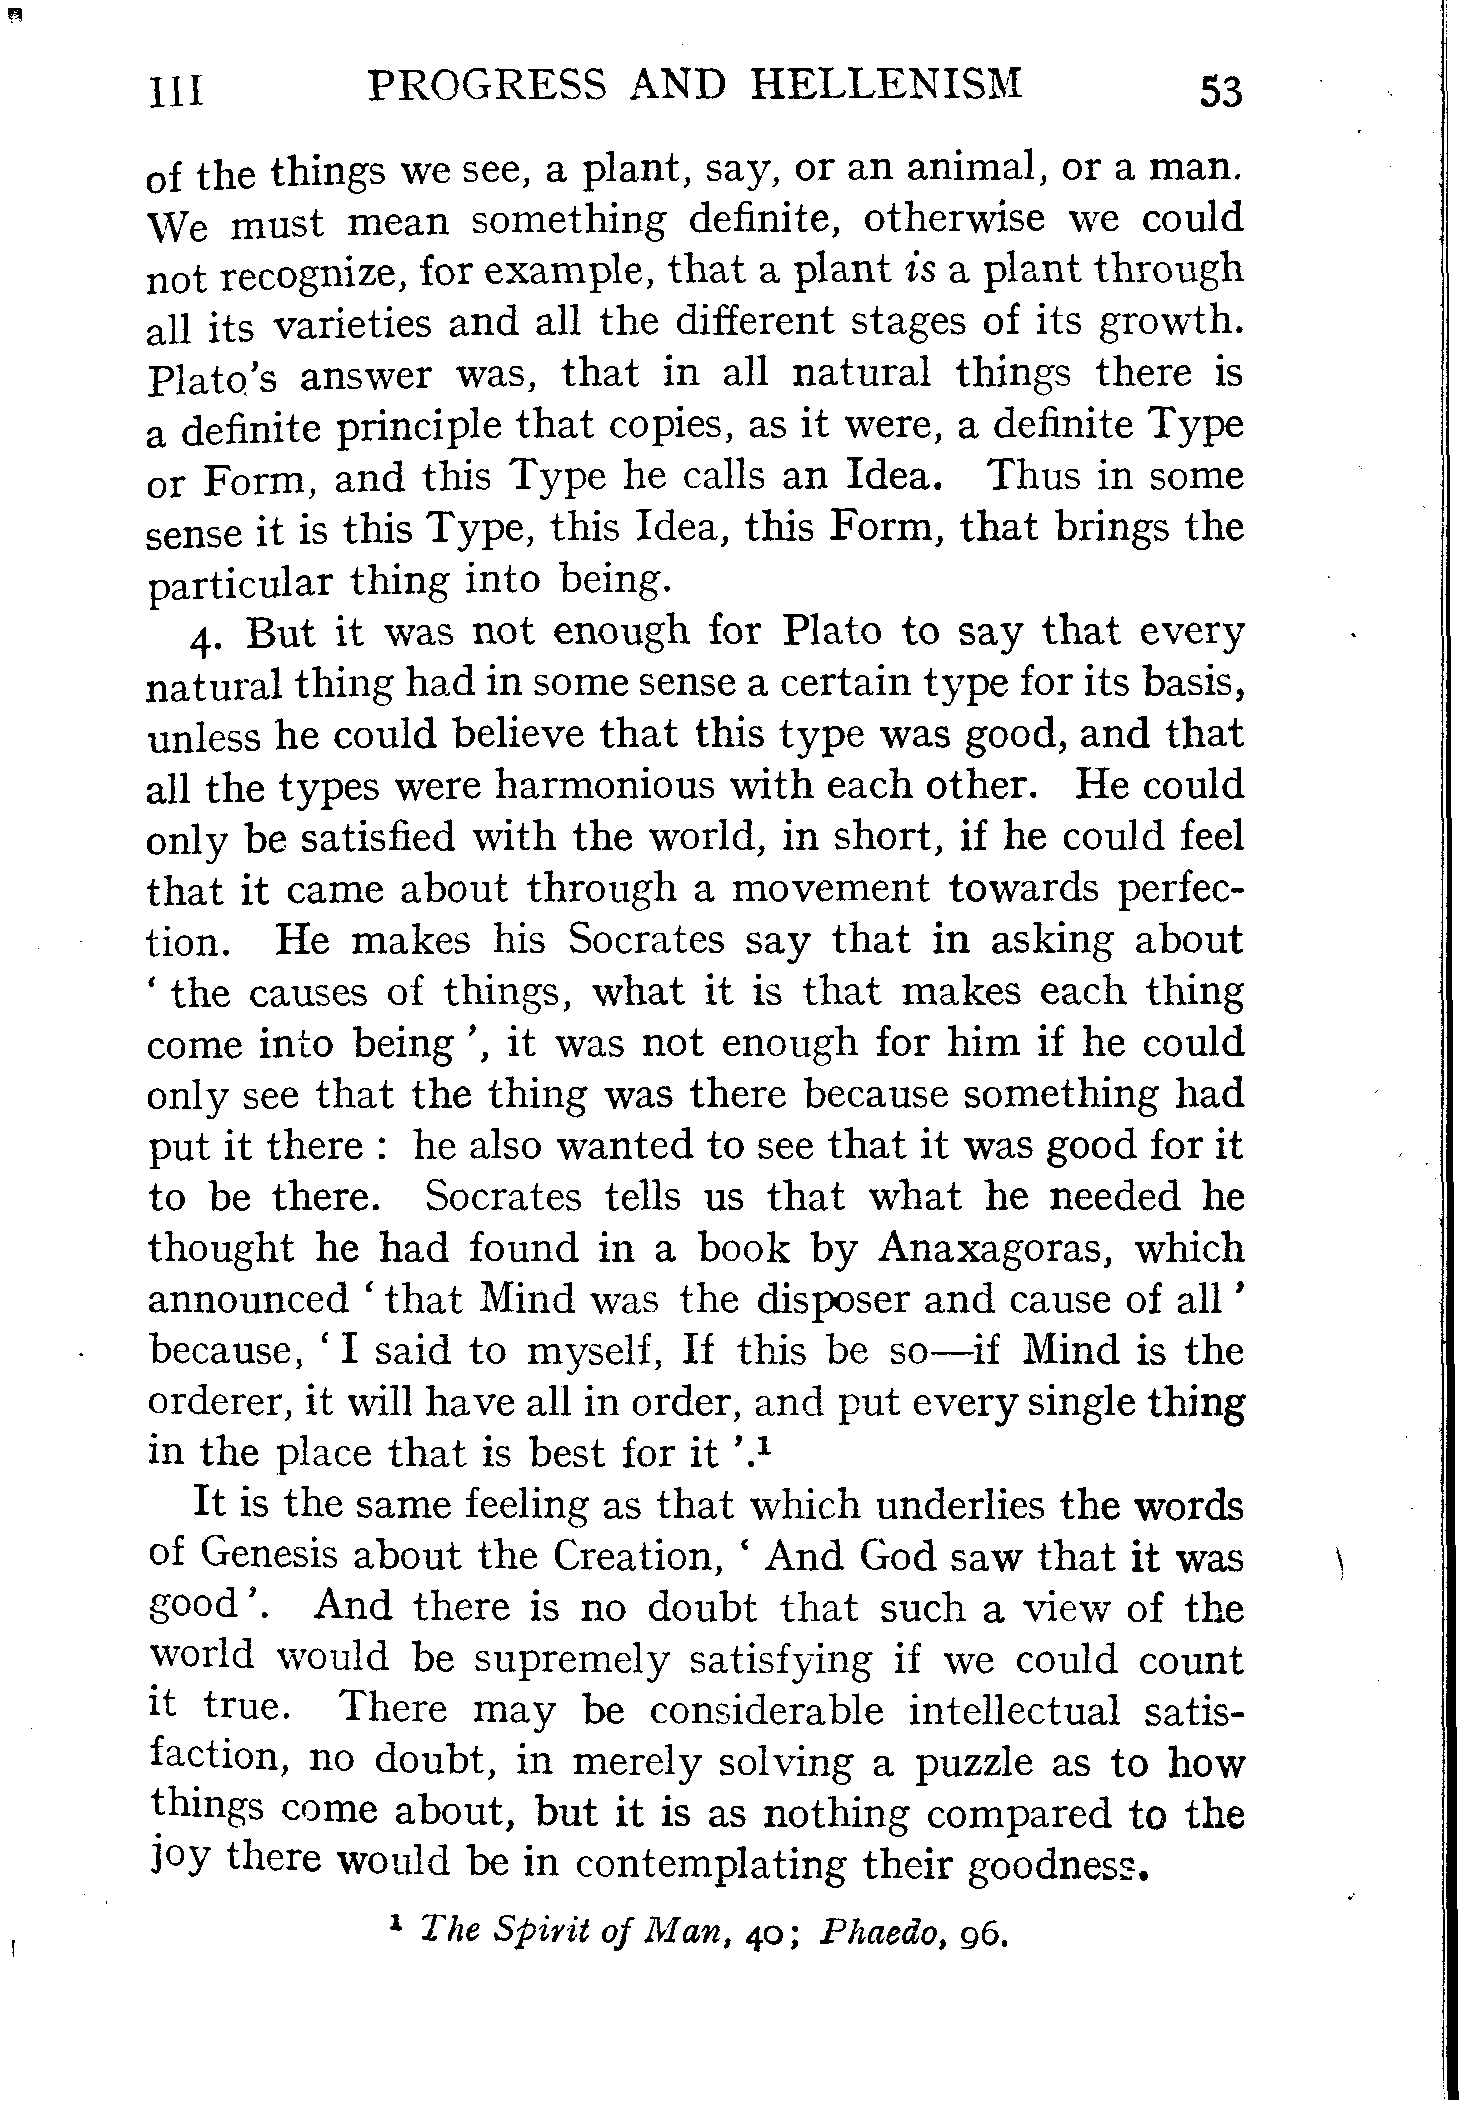 III PROGRESS AND HELLENISM 53
of the things we see, a plant, say, or an animal, or a man.
We must mean something definite, otherwise we could
not recognize, for example, that a plant is a plant through
all its varieties and all the different stages of its growth.
Plato's answer was, that in all natural things there is
a definite principle that copies, as it were, a definite Type
or Form, and this Type he calls an Idea. Thus in some
sense it is this Type, this Idea, this Form, that brings the
particular thing into being.
4. But it was not enough for Plato to say that every
natural thing had in some sense a certain type for its basis,
unless he could believe that this type was good, and that
all the types were harmonious with each other. He could
only be satisfied with the world, in short, if he could feel
that it came about through a movement towards perfec-
tion. He makes his Socrates say that in asking about
‘ the causes of things, what it is that makes each thing
come into being ’, it was not enough for him if he could
only see that the thing was there because something had
put it there : he also wanted to see that it was good for it
to be there. Socrates tells us that what he needed he
thought he had found in a book by Anaxagoras, which
announced ‘ that Mind was the disposer and cause of all ’
because, ‘ I said to myself, If this be so—if Mind is the
orderer, it will have all in order, and put every single thing
in the place that is best for it ’.¹
It is the same feeling as that which underlies the words
of Genesis about the Creation, ‘ And God saw that it was
good ’. And there is no doubt that such a view of the
world would be supremely satisfying if we could count
it true. There may be considerable intellectual satis-
faction, no doubt, in merely solving a puzzle as to how
things come about, but it is as nothing compared to the
joy there would be in contemplating their goodness.
¹ The Spirit of Man, 40; Phaedo, 96.